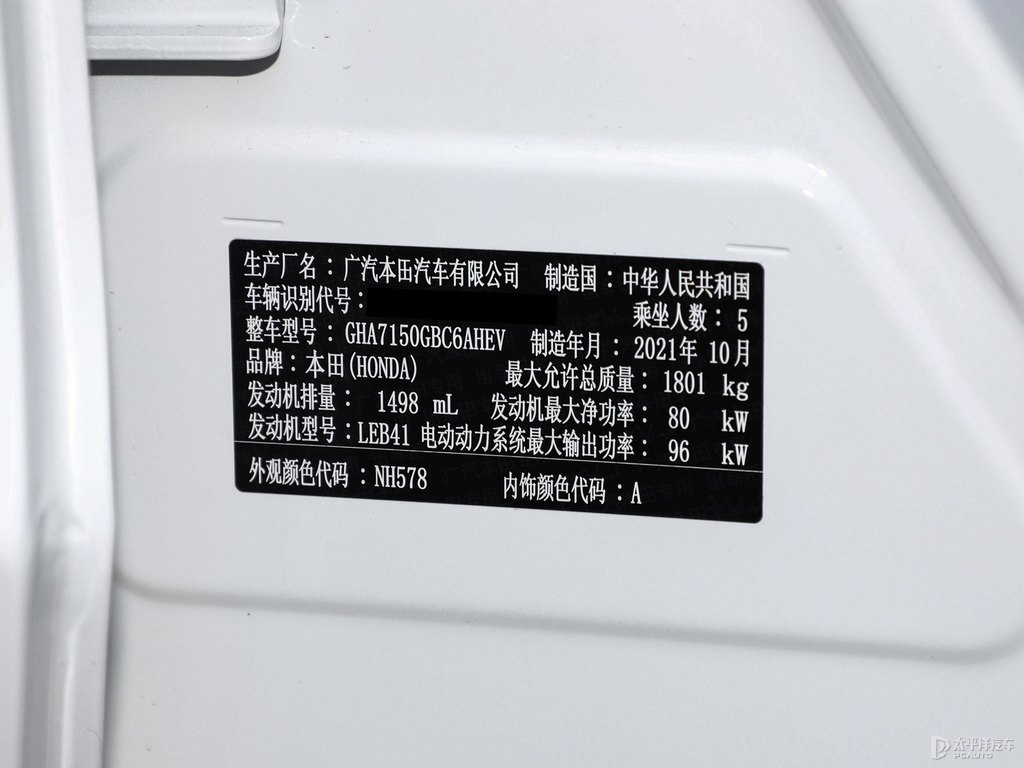 生产厂名：广汽本田汽车有限公司 制造国：中华人民共和国
车辆识别代号： 乘坐人数：5
整车型号：GHA7150GBC6AHEV 制造年月：2021年10月
品牌：本田(HONDA) 最大允许总质量：1801 kg
发动机排量：1498 mL 发动机最大净功率：80 kW
发动机型号：LEB41 电动动力系统最大输出功率：96 kW
外观颜色代码：NH578 内饰颜色代码：A
太平洋汽车
PCAUTO